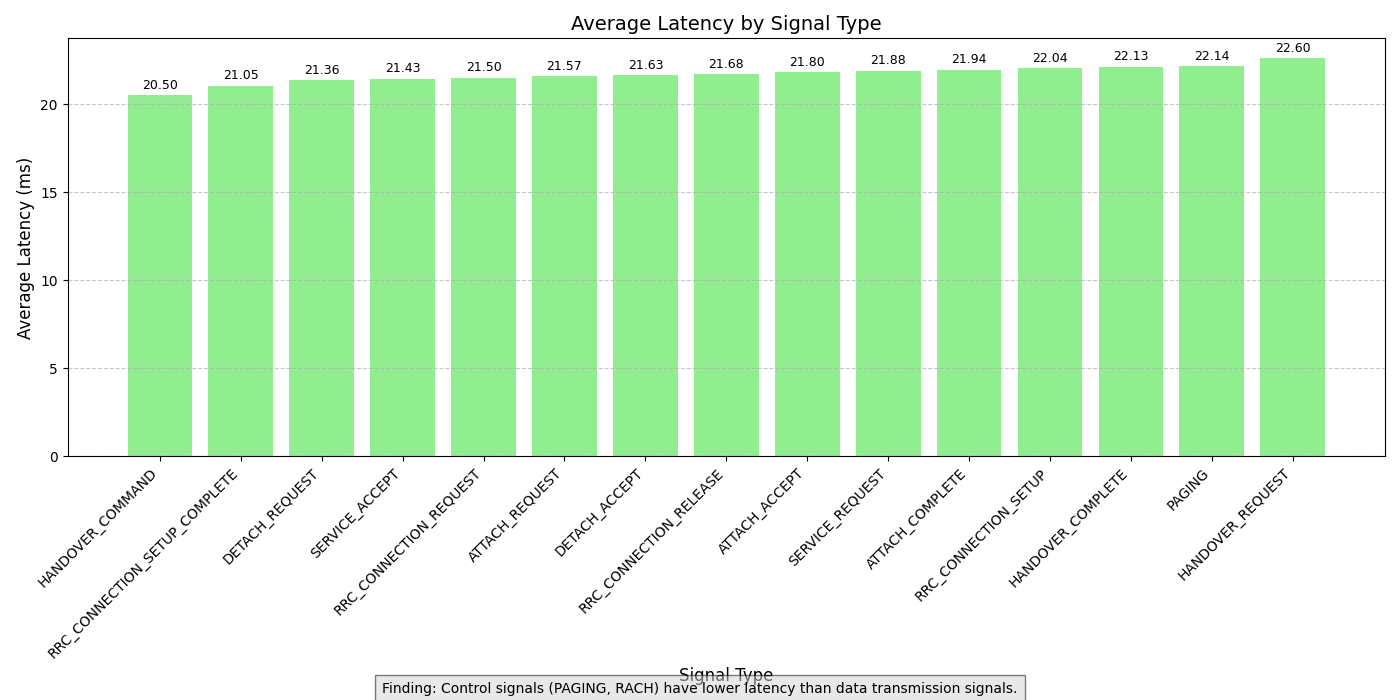 Average Latency by Signal Type
20.50 21.05 21.36 21.43 21.50 21.57 21.63 21.68 21.80 21.88 21.94 22.04 22.13 22.14 22.60
Average Latency (ms)
20
15
10
5
0
HANDOVER_COMMAND
RRC_CONNECTION_SETUP_COMPLETE
DETACH_REQUEST
SERVICE_ACCEPT
RRC_CONNECTION_REQUEST
ATTACH_REQUEST
DETACH_ACCEPT
RRC_CONNECTION_RELEASE
ATTACH_ACCEPT
SERVICE_REQUEST
ATTACH_COMPLETE
RRC_CONNECTION_SETUP
HANDOVER_COMPLETE
PAGING
HANDOVER_REQUEST
Signal Type
Finding: Control signals (PAGING, RACH) have lower latency than data transmission signals.